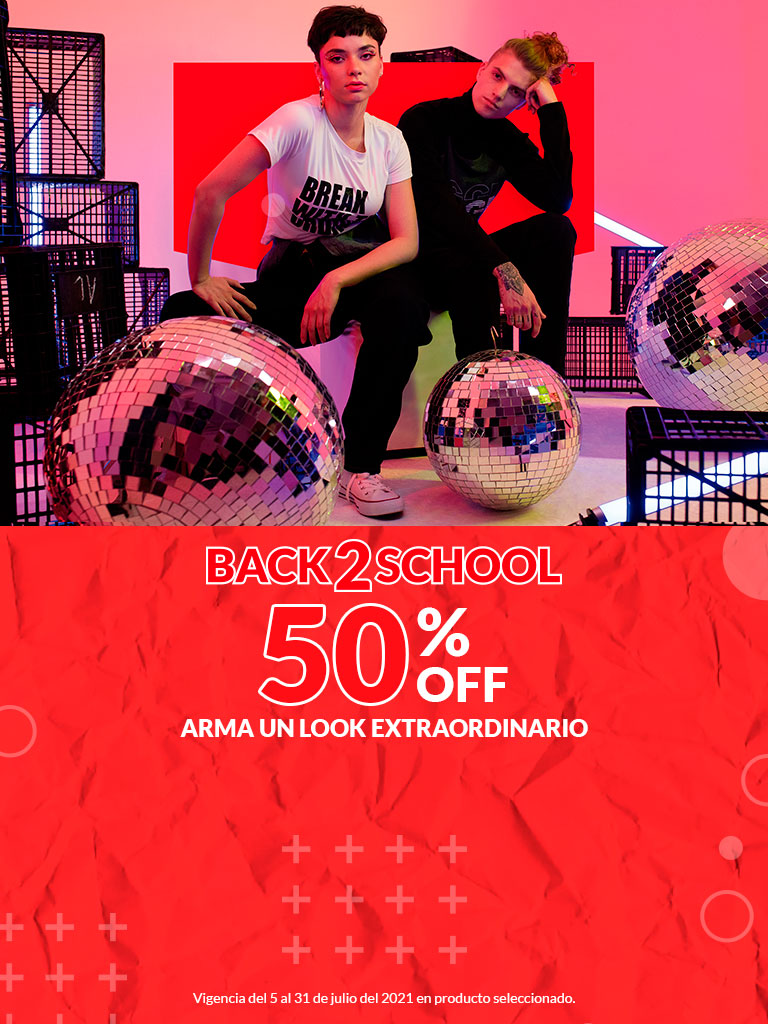 BREAK
WITH
BACK2SCHOOL
50%
OFF
ARMA UN LOOK EXTRAORDINARIO
Vigencia del 5 al 31 de julio del 2021 en producto seleccionado.